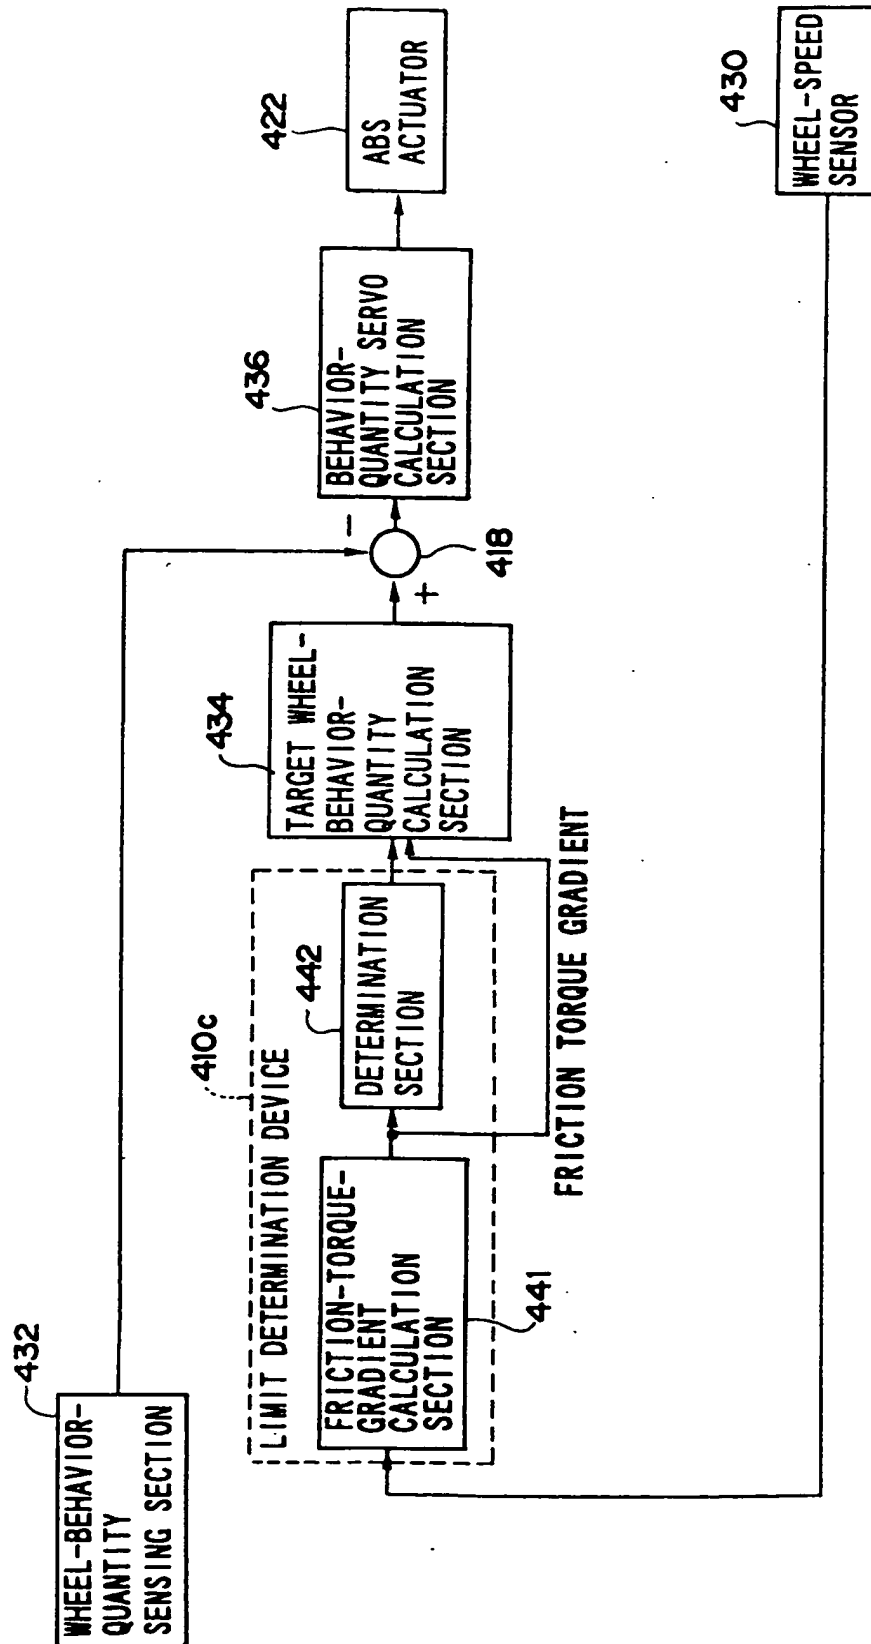 432
WHEEL-BEHAVIOR-
QUANTITY
SENSING SECTION
410c
LIMIT DETERMINATION DEVICE
FRICTION-TORQUE-
GRADIENT
CALCULATION
SECTION
441
442
DETERMINATION
SECTION
FRICTION TORQUE GRADIENT
434
TARGET WHEEL-
BEHAVIOR-
QUANTITY
CALCULATION
SECTION
+
-
418
436
BEHAVIOR-
QUANTITY SERVO
CALCULATION
SECTION
422
ABS
ACTUATOR
430
WHEEL-SPEED
SENSOR